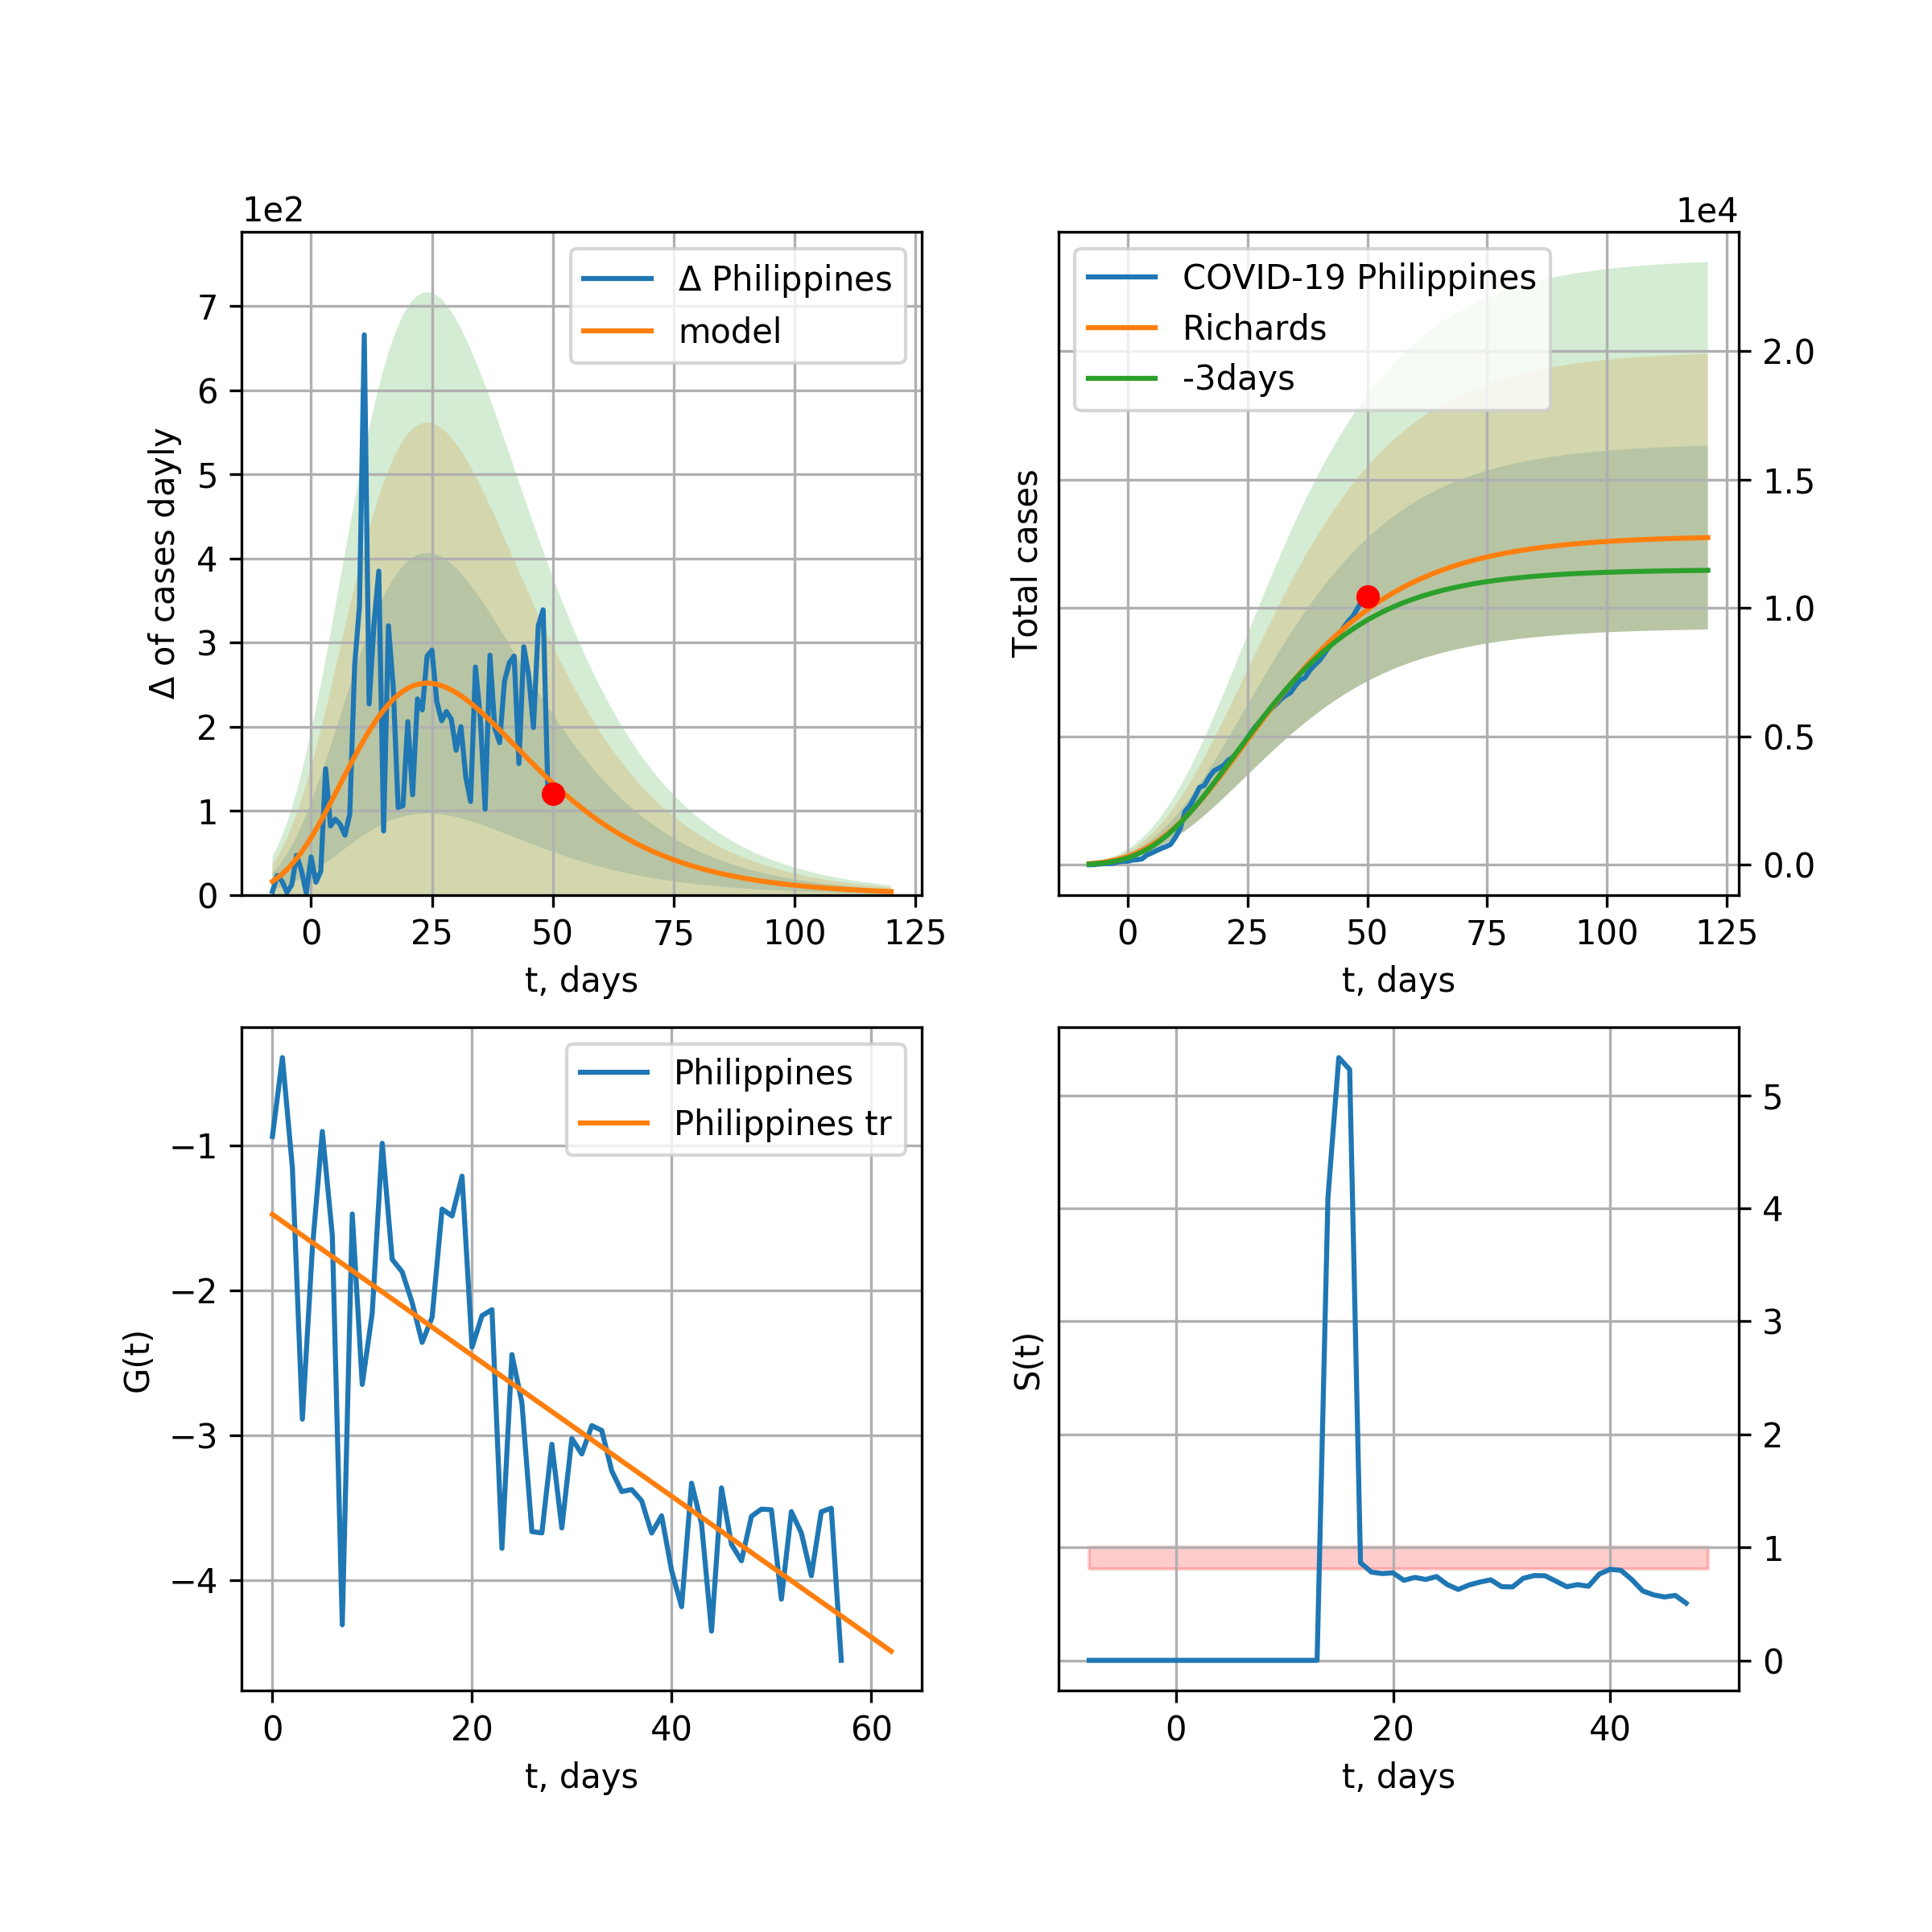 1e2
Δ Philippines
model
7
6
5
4
3
2
1
0
Δ of cases dayly
0 25 50 75 100 125
t, days
1e4
COVID-19 Philippines
Richards
-3days
2.0
1.5
1.0
0.5
0.0
Total cases
0 25 50 75 100 125
t, days
Philippines
Philippines tr
−1
−2
−3
−4
G(t)
0 20 40 60
t, days
5
4
3
2
1
0
S(t)
0 20 40
t, days